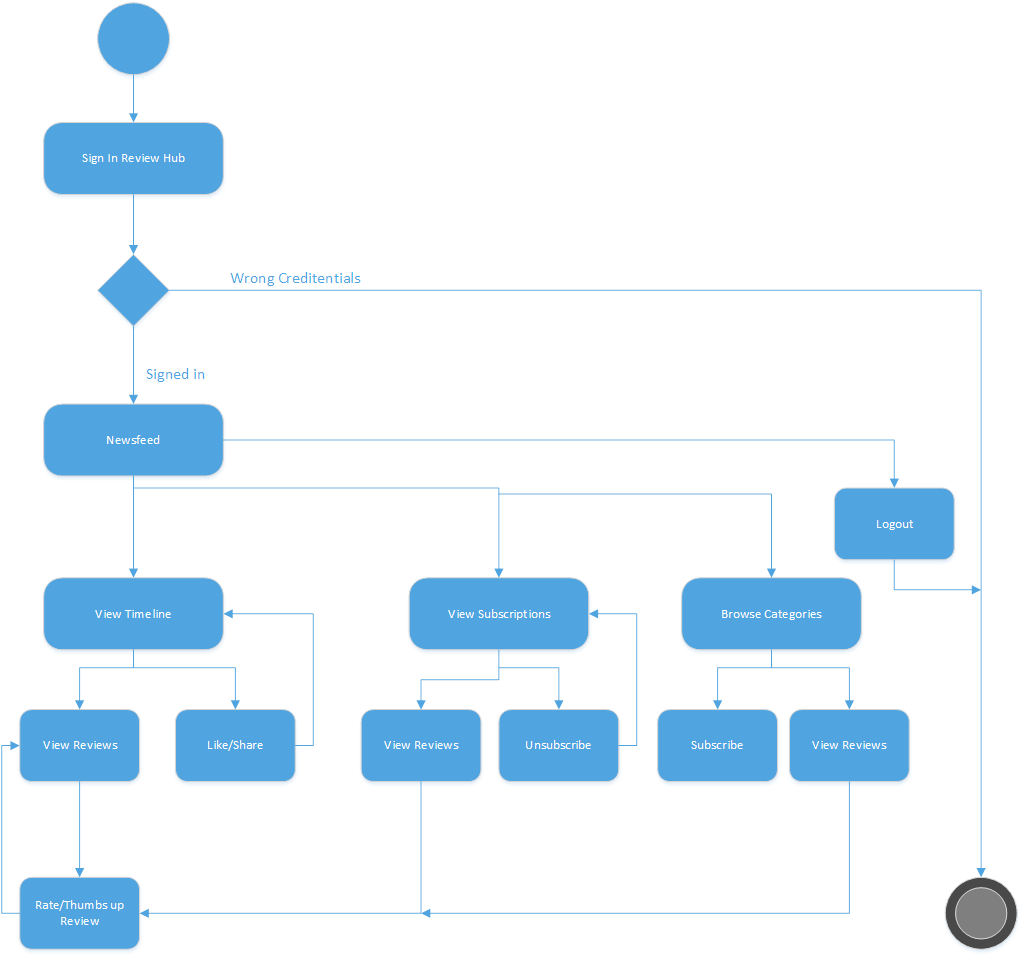 Sign In Review Hub
Wrong Creditentials
Signed in
Newsfeed
Logout
View Timeline
View Subscriptions
Browse Categories
View Reviews
Like/Share
View Reviews
Unsubscribe
Subscribe
View Reviews
Rate/Thumbs up
Review